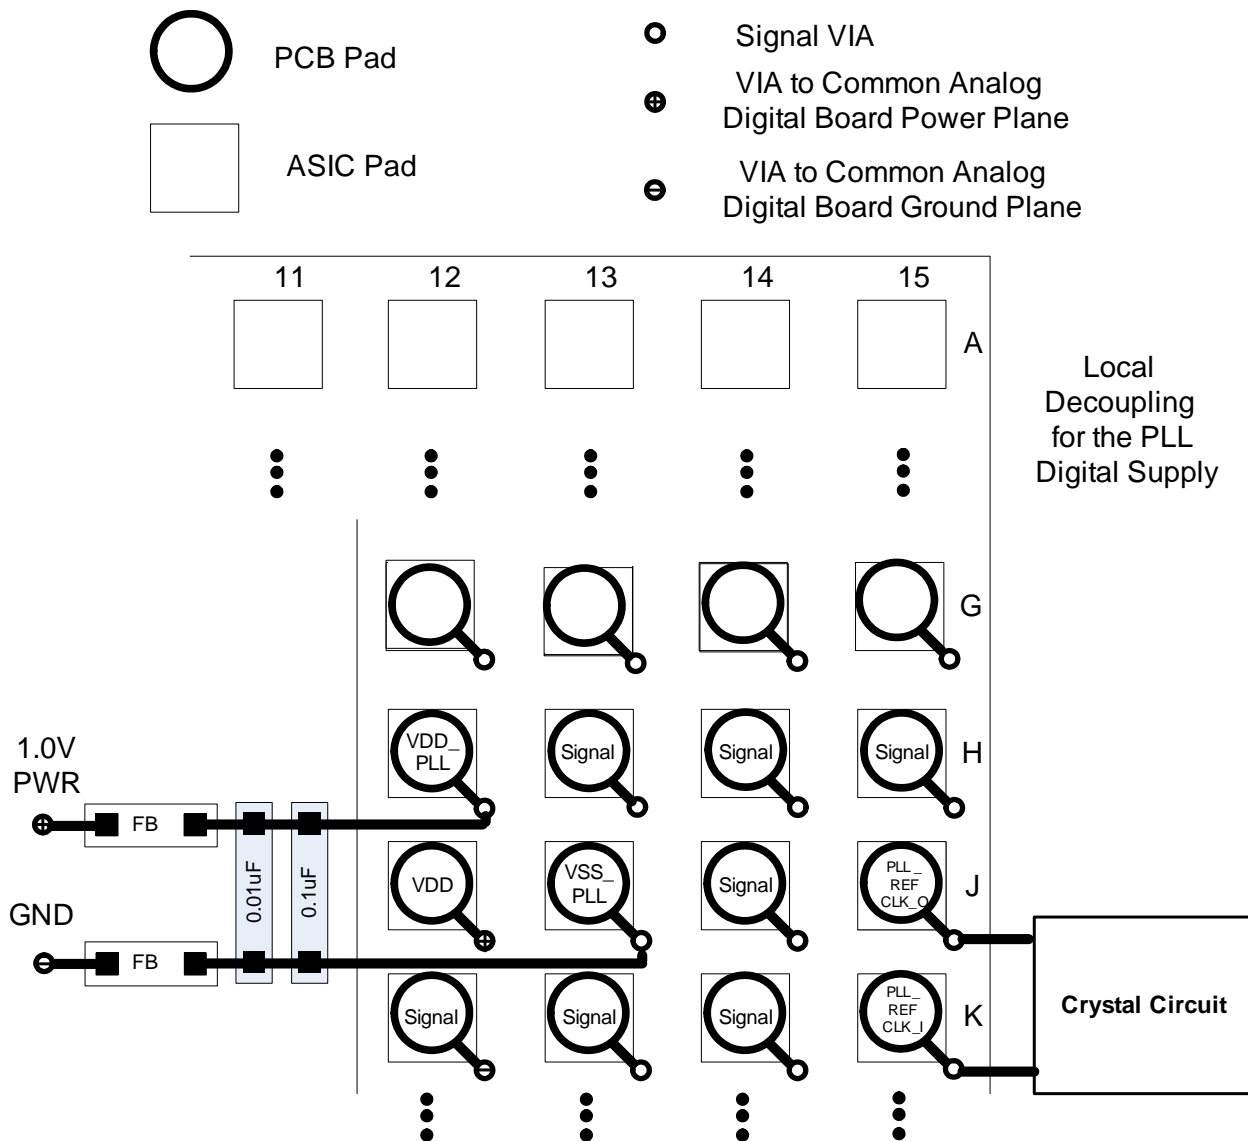 PCB Pad
ASIC Pad
Signal VIA
VIA to Common Analog
Digital Board Power Plane
VIA to Common Analog
Digital Board Ground Plane
11 12 13 14 15
A
Local
Decoupling
for the PLL
Digital Supply
G
1.0V
PWR
VDD_
PLL
Signal
Signal
Signal
H
FB
0.01uF
0.1uF
VDD
VSS_
PLL
Signal
PLL_
REF
CLK_O
J
GND
FB
Signal
Signal
Signal
PLL_
REF
CLK_I
K
Crystal Circuit